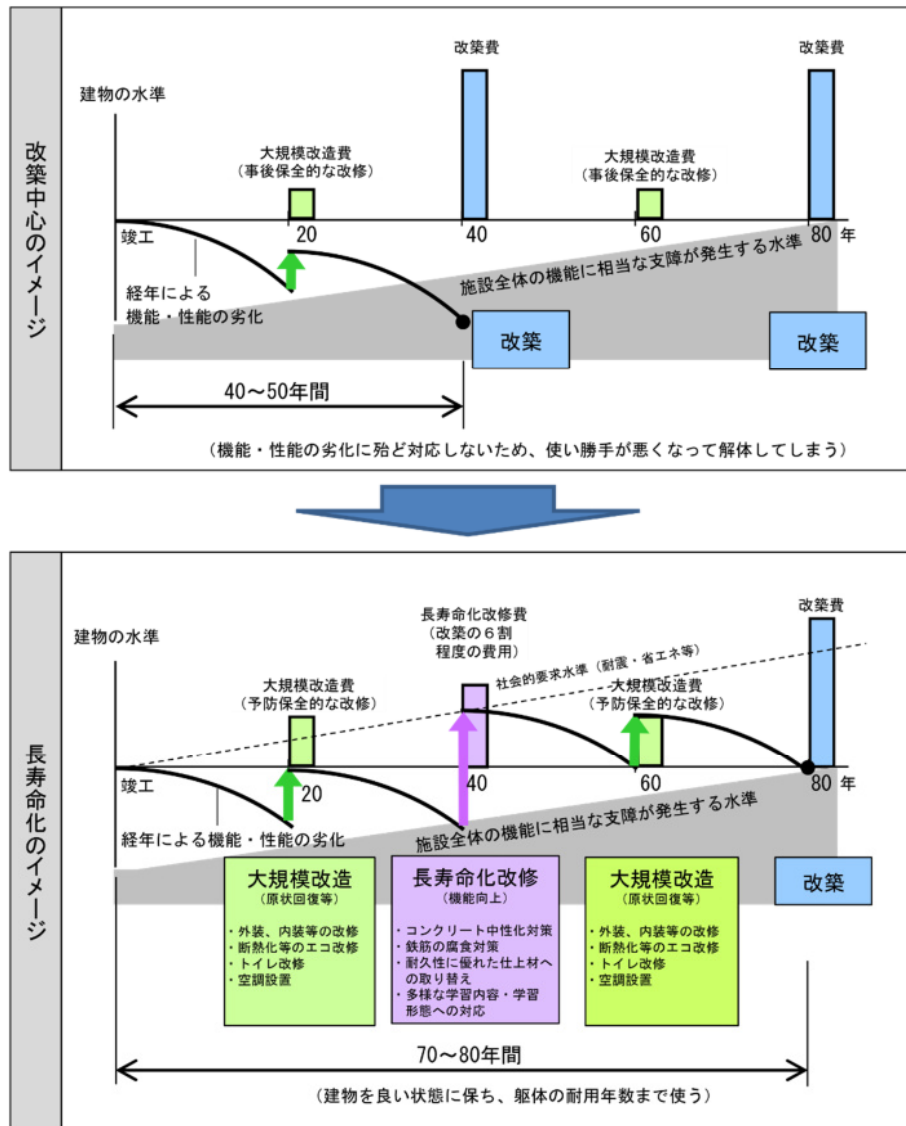 改築中心のイメージ
建物の水準
改築費
改築費
大規模改造費
（事後保全的な改修）
大規模改造費
（事後保全的な改修）
竣工
20
40
60
80 年
経年による
機能・性能の劣化
施設全体の機能に相当な支障が発生する水準
改築
改築
40～50年間
（機能・性能の劣化に殆ど対応しないため、使い勝手が悪くなって解体してしまう）
長寿命化のイメージ
建物の水準
長寿命化改修費
（改築の６割
程度の費用）
改築費
社会的要求水準（耐震・省エネ等）
大規模改造費
（予防保全的な改修）
大規模改造費
（予防保全的な改修）
竣工
20
40
60
80 年
経年による機能・性能の劣化
施設全体の機能に相当な支障が発生する水準
大規模改造
（原状回復等）
・外装、内装等の改修
・断熱化等のエコ改修
・トイレ改修
・空調設置
長寿命化改修
（機能向上）
・コンクリート中性化対策
・鉄筋の腐食対策
・耐久性に優れた仕上材へ
の取り替え
・多様な学習内容・学習
形態への対応
大規模改造
（原状回復等）
・外装、内装等の改修
・断熱化等のエコ改修
・トイレ改修
・空調設置
改築
70～80年間
（建物を良い状態に保ち、躯体の耐用年数まで使う）